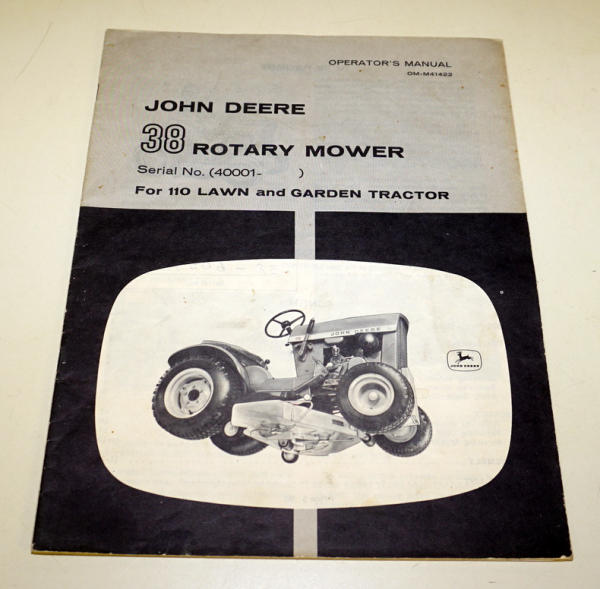 OPERATOR'S MANUAL
OM-M41422
JOHN DEERE
38 ROTARY MOWER
Serial No. (40001- )
For 110 LAWN and GARDEN TRACTOR
JOHN DEERE
JOHN DEERE